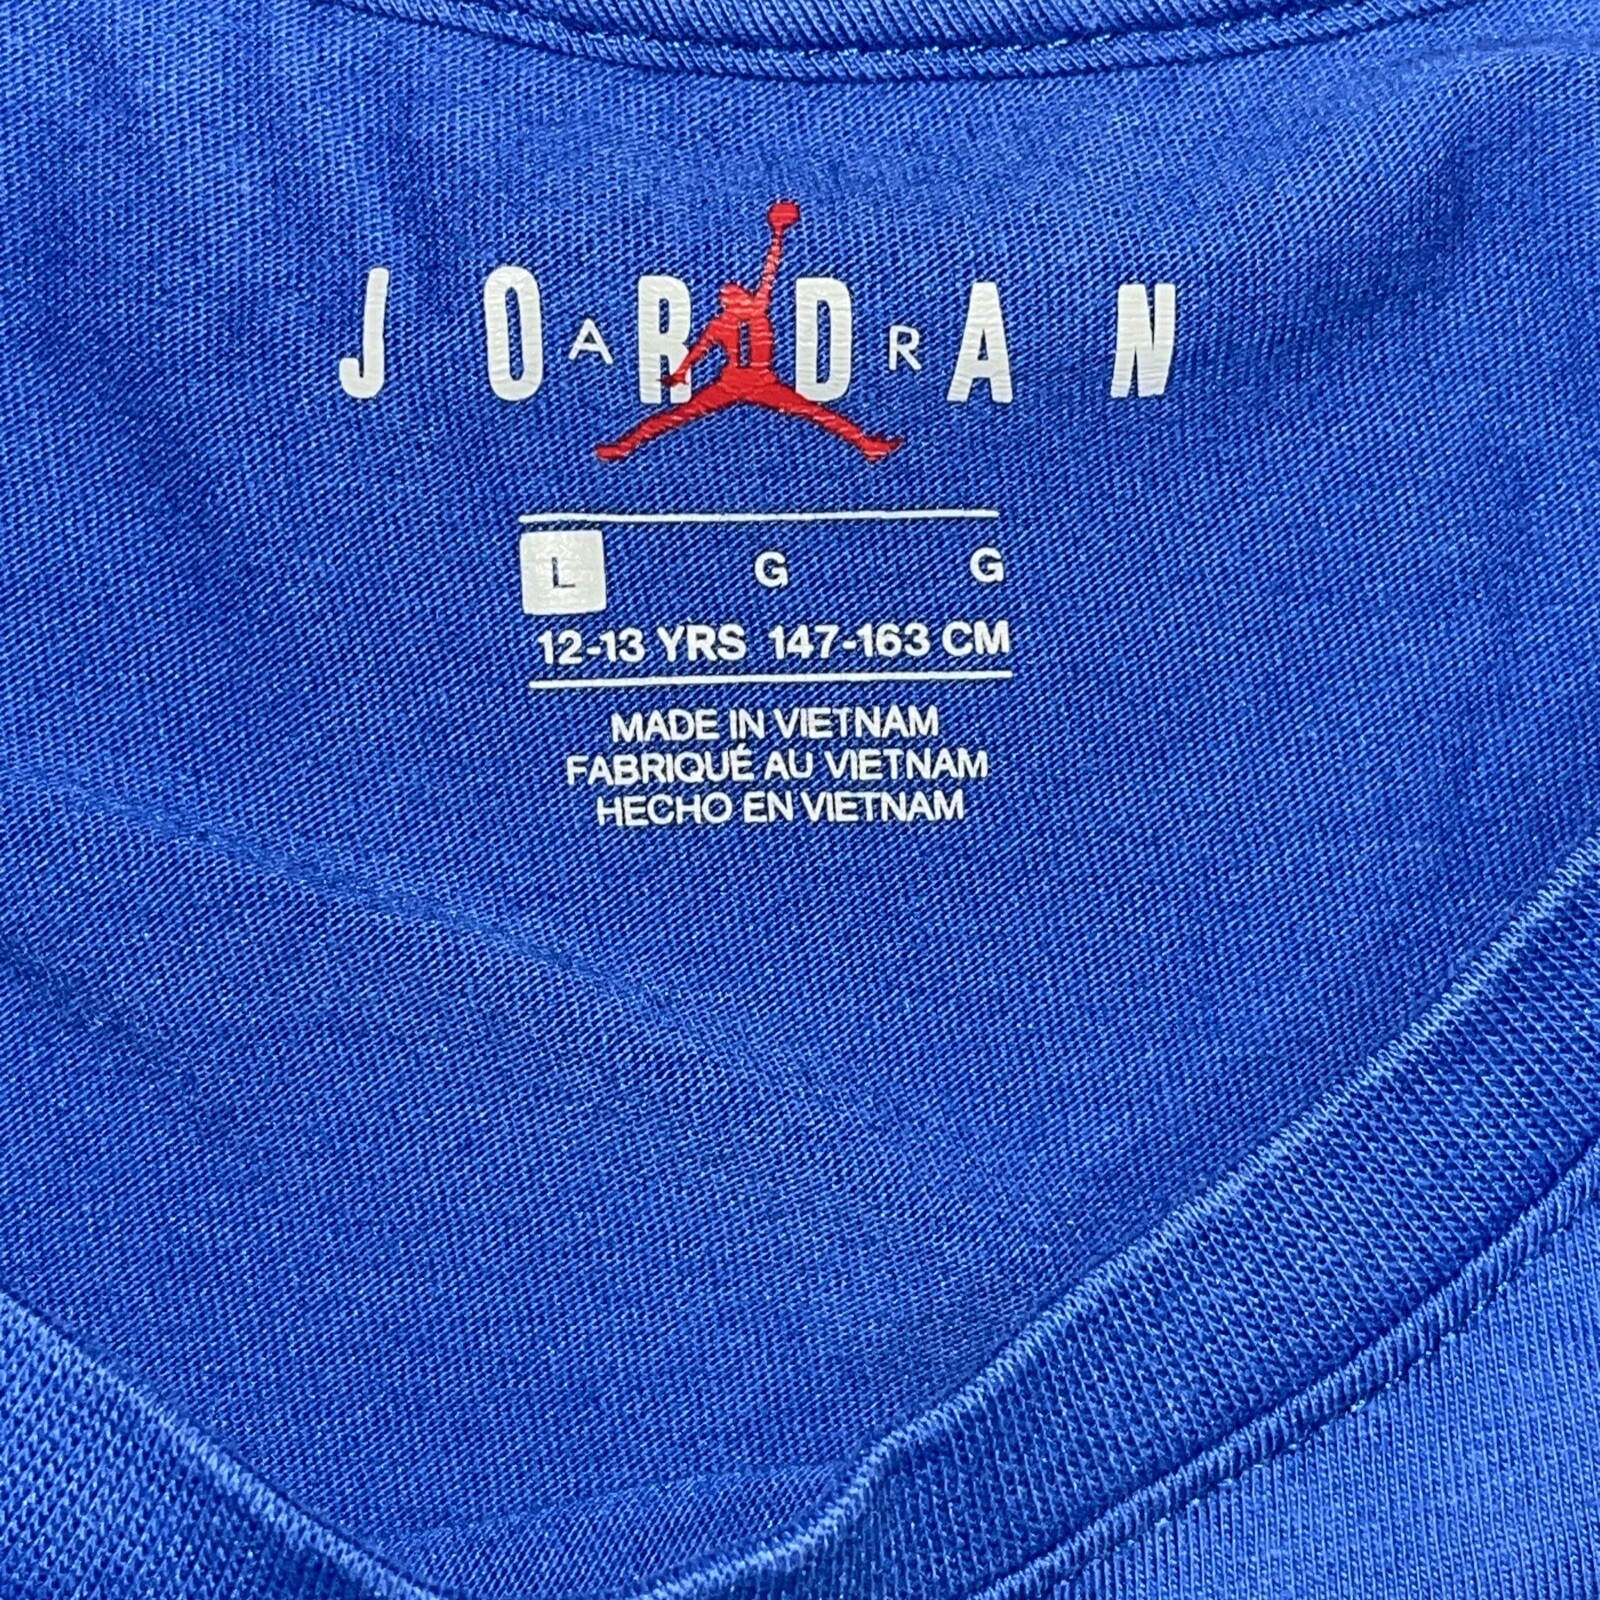 JORDAN
AIR
L G G
12-13 YRS 147-163 CM
MADE IN VIETNAM
FABRIQUÉ AU VIETNAM
HECHO EN VIETNAM